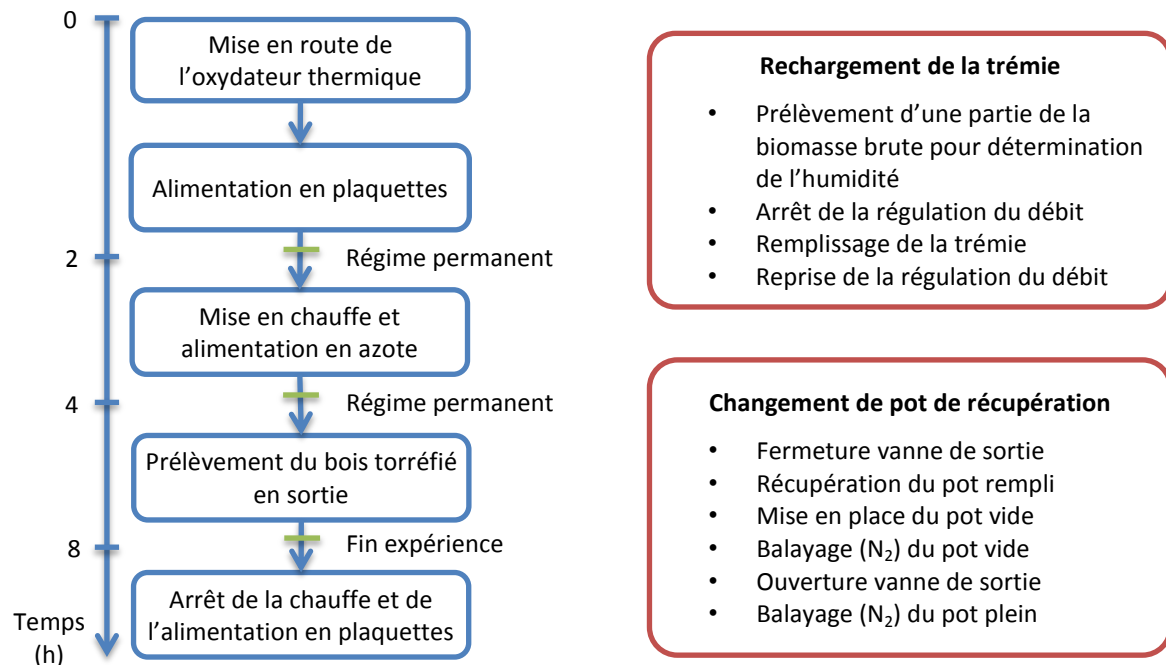 0
Mise en route de
l’oxydateur thermique
Alimentation en plaquettes
2
Régime permanent
Mise en chauffe et
alimentation en azote
4
Régime permanent
Prélèvement du bois torréfié
en sortie
8
Fin expérience
Arrêt de la chauffe et de
l’alimentation en plaquettes
Temps
(h)
Rechargement de la trémie
• Prélèvement d’une partie de la
biomasse brute pour détermination
de l’humidité
• Arrêt de la régulation du débit
• Remplissage de la trémie
• Reprise de la régulation du débit
Changement de pot de récupération
• Fermeture vanne de sortie
• Récupération du pot rempli
• Mise en place du pot vide
• Balayage (N₂) du pot vide
• Ouverture vanne de sortie
• Balayage (N₂) du pot plein